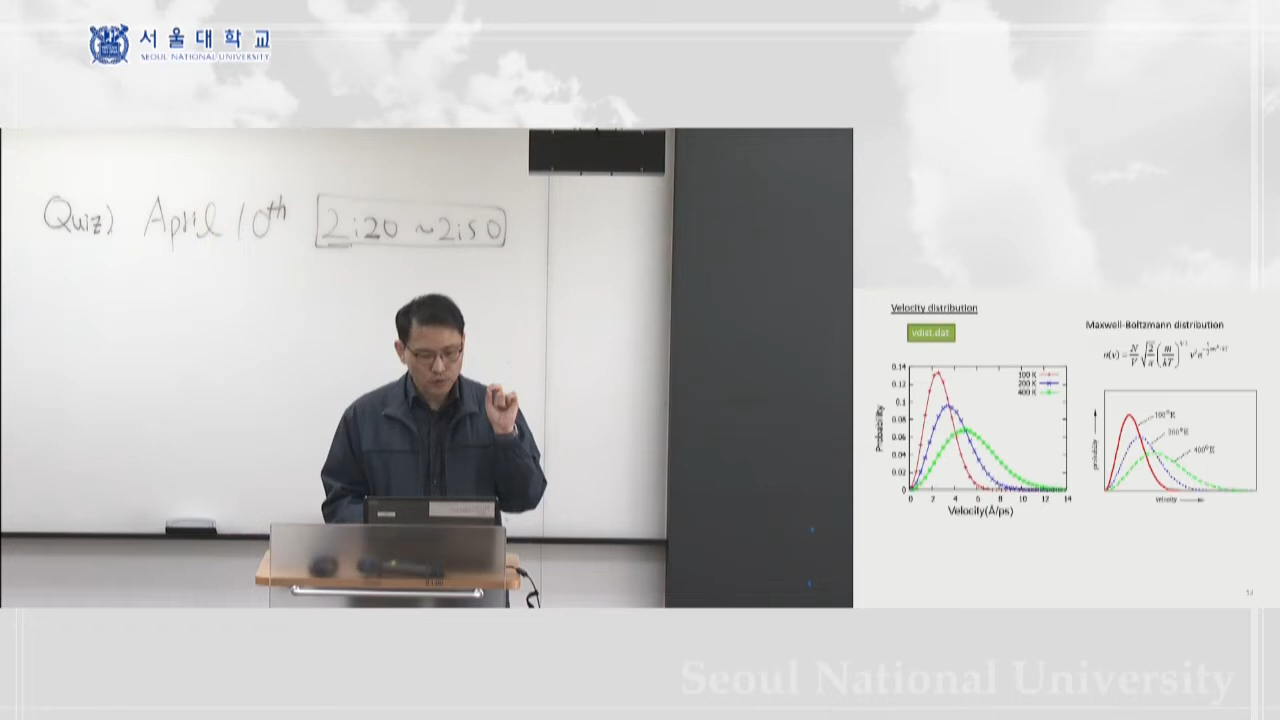 서울대학교
SEOUL NATIONAL UNIVERSITY
Quiz) April 10th 2:20 ~ 2:50
Velocity distribution
vdist.dat
Maxwell-Boltzmann distribution
0.14
0.12
0.1
0.08
0.06
0.04
0.02
0
Probability
100 K
200 K
400 K
0 2 4 6 8 10 12 14
Velocity(Å/ps)
probability
100°K
400°K
velocity
Seoul National University